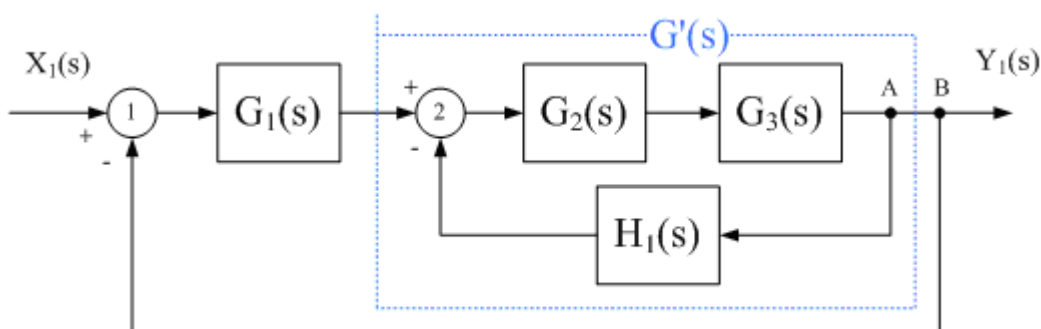 G'(s)
X₁(s)
Y₁(s)
1
G₁(s)
+
2
G₂(s)
G₃(s)
A
B
+
-
-
H₁(s)